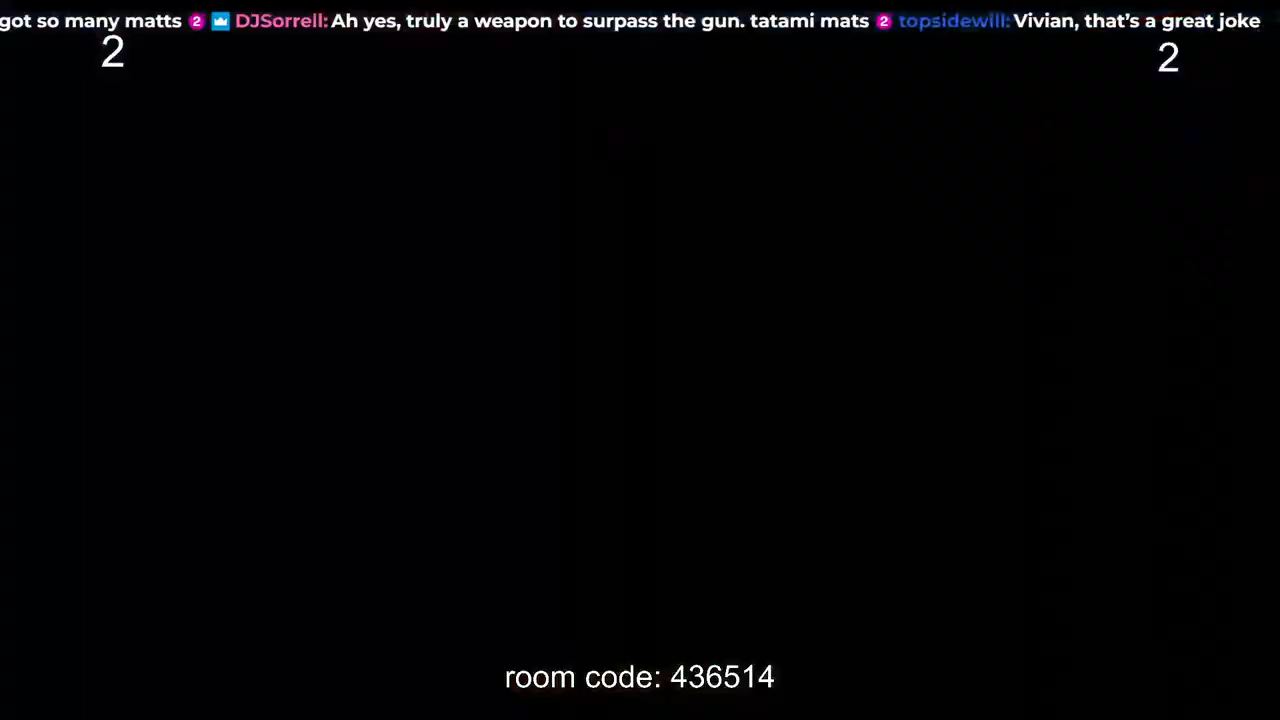 got so many matts 2 DJSorrell: Ah yes, truly a weapon to surpass the gun. tatami mats 2 topsidewill: Vivian, that's a great joke
2 2
room code: 436514